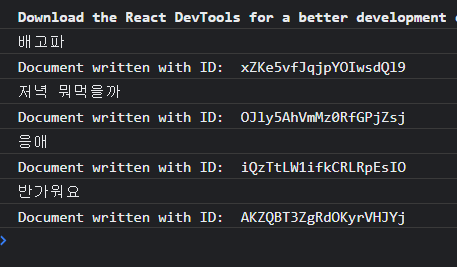 Download the React DevTools for a better development
배고파
Document written with ID:  xZKe5vfJqjpYOIwsdQl9
저녁 뭐먹을까
Document written with ID:  OJly5AhVmMz0RfGPjZsj
응애
Document written with ID:  iQzTtLW1ifkCRLRpEsIO
반가워요
Document written with ID:  AKZQBT3ZgRdOKyrVHJYj